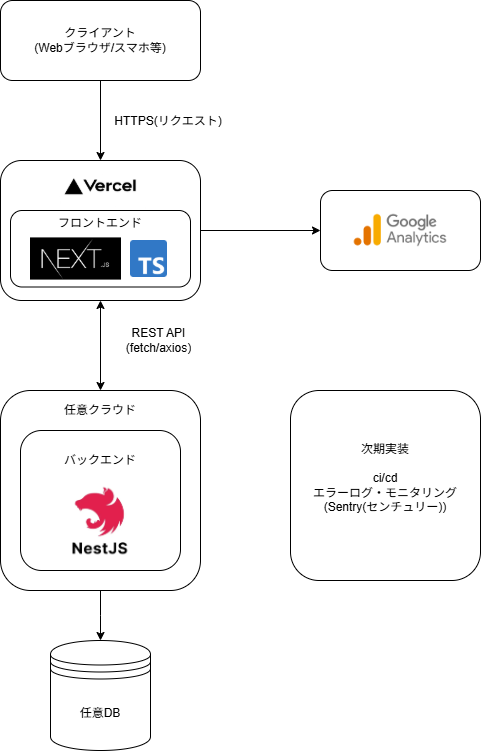 クライアント
(Webブラウザ/スマホ等)
HTTPS(リクエスト)
Vercel
フロントエンド
NEXT.JS
TS
Google
Analytics
REST API
(fetch/axios)
任意クラウド
バックエンド
NestJS
次期実装
ci/cd
エラーログ・モニタリング
(Sentry(センチュリー))
任意DB